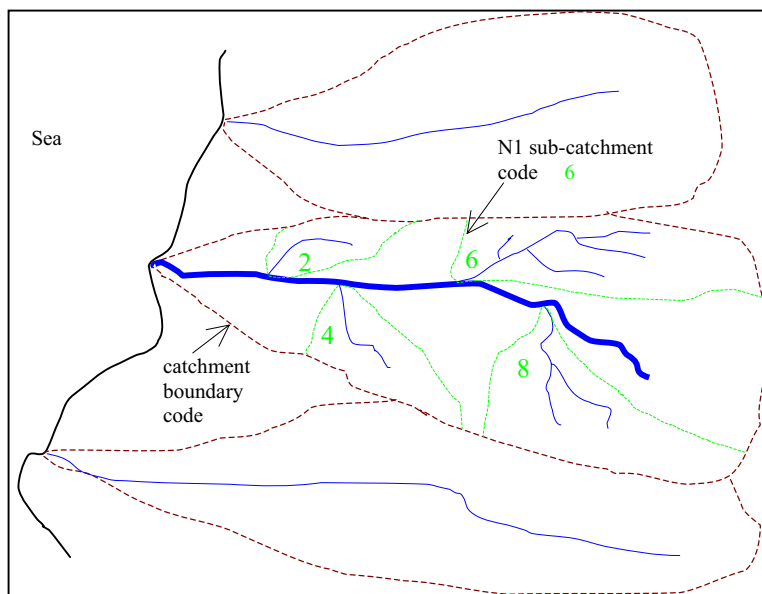 Sea
N1 sub-catchment
code 6
2
6
4
8
catchment
boundary
code